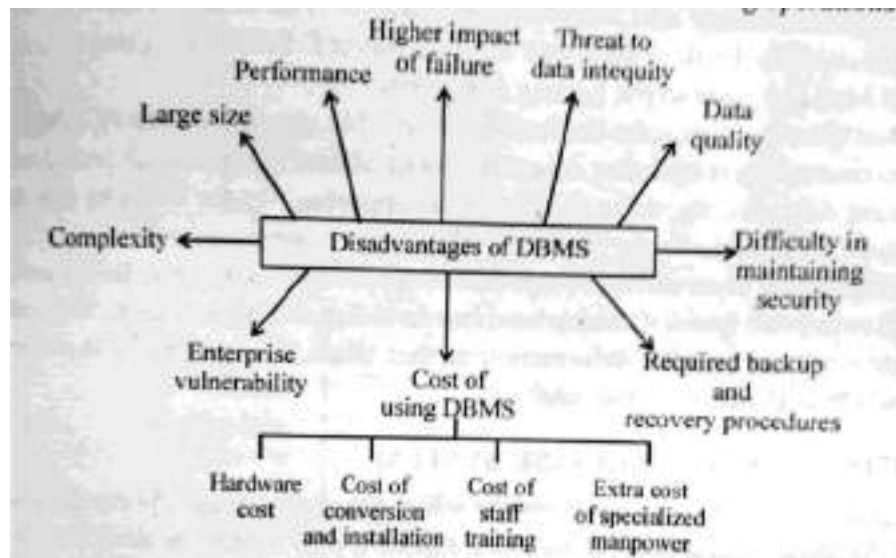 Higher impact
of failure
Threat to
data intequity
Performance
Large size
Data
quality
Complexity
Disadvantages of DBMS
Difficulty in
maintaining
security
Enterprise
vulnerability
Cost of
using DBMS
Required backup
and
recovery procedures
Hardware
cost
Cost of
conversion
and installation
Cost of
staff
training
Extra cost
of specialized
manpower